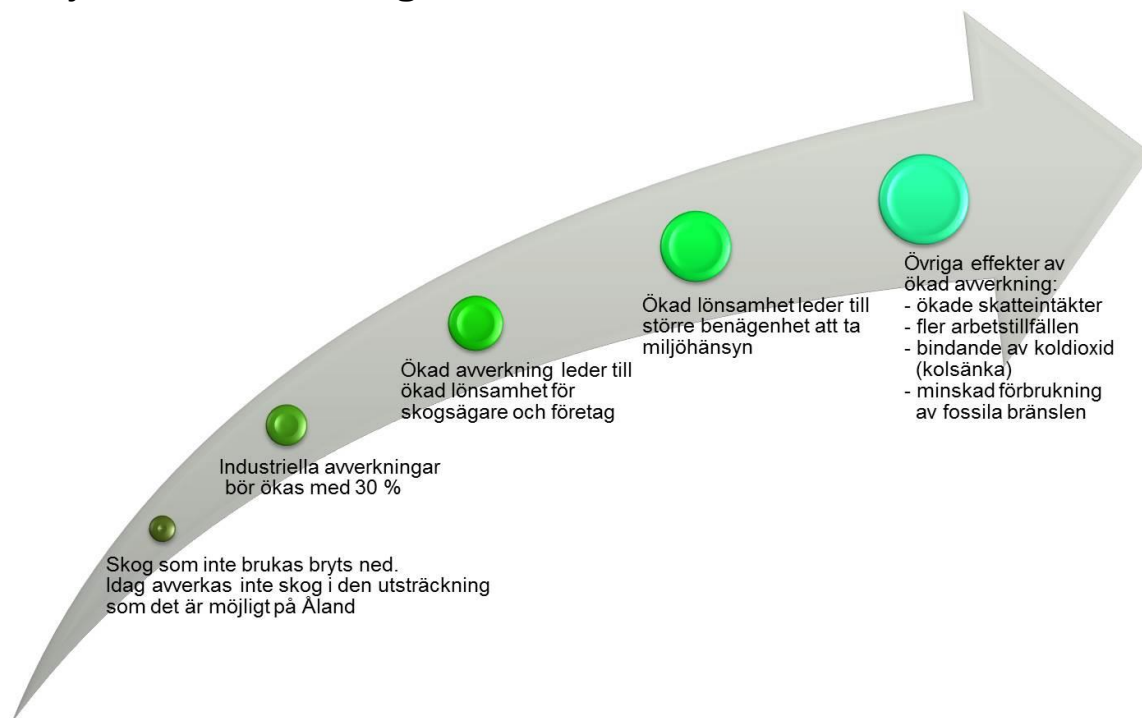 Skog som inte brukas bryts ned.
Idag avverkas inte skog i den utsträckning
som det är möjligt på Åland
Industriella avverkningar
bör ökas med 30 %
Ökad avverkning leder till
ökad lönsamhet för
skogsägare och företag
Ökad lönsamhet leder till
större benägenhet att ta
miljöhänsyn
Övriga effekter av
ökad avverkning:
- ökade skatteintäkter
- fler arbetstillfällen
- bindande av koldioxid
(kolsänka)
- minskad förbrukning
av fossila bränslen